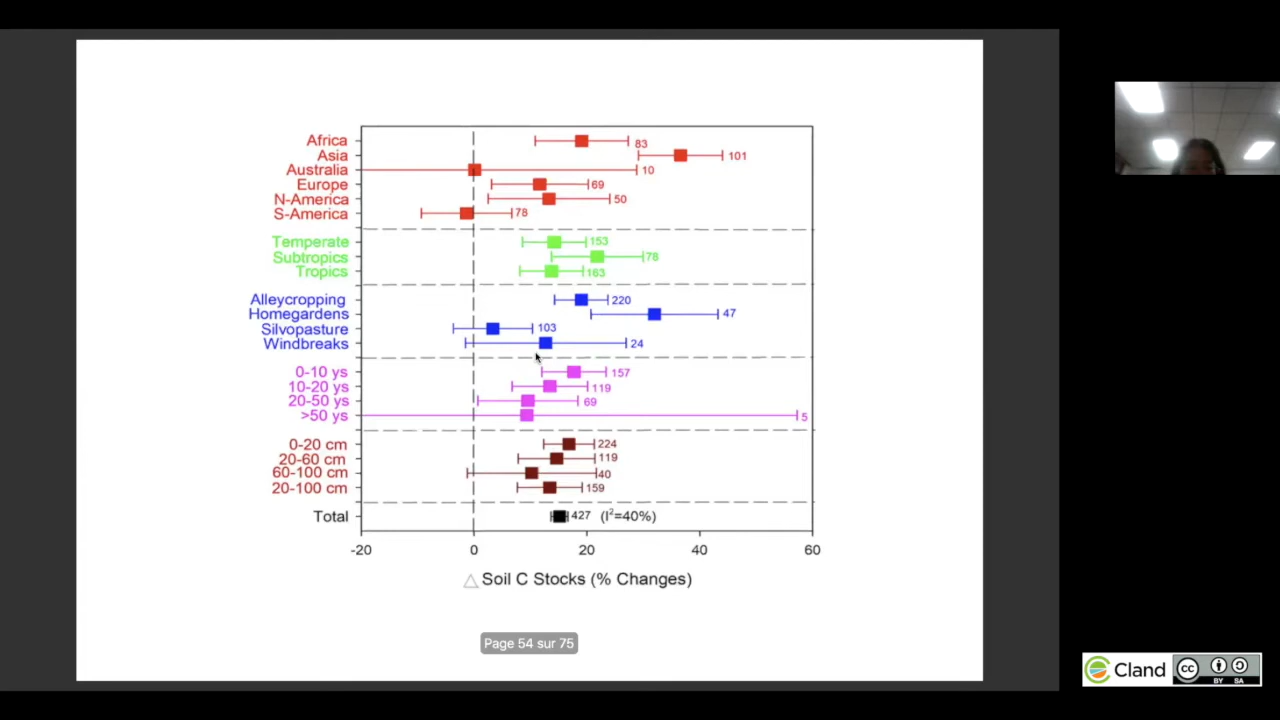 Africa 83
Asia 101
Australia 10
Europe 69
N-America 50
S-America 78
Temperate 153
Subtropics 78
Tropics 163
Alleycropping 220
Homegardens 47
Silvopasture 103
Windbreaks 24
0-10 ys 157
10-20 ys 119
20-50 ys 69
>50 ys 5
0-20 cm 224
20-60 cm 119
60-100 cm 40
20-100 cm 159
Total 427 (I²=40%)
-20 0 20 40 60
△ Soil C Stocks (% Changes)
Page 54 sur 75
Cland cc BY SA